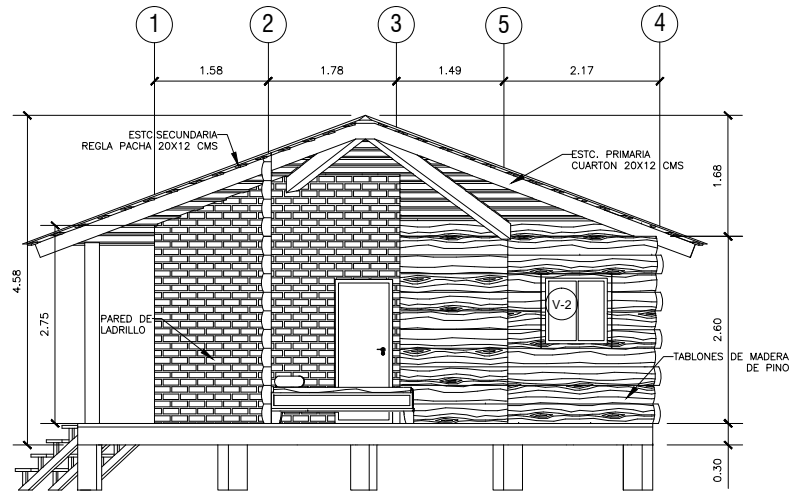 1
2
3
5
4
1.58
1.78
1.49
2.17
ESTC SECUNDARIA
REGLA PACHA 20X12 CMS
ESTC. PRIMARIA
CUARTON 20X12 CMS
1.68
4.58
2.75
V-2
PARED DE
LADRILLO
2.60
TABLONES DE MADERA
DE PINO
0.30